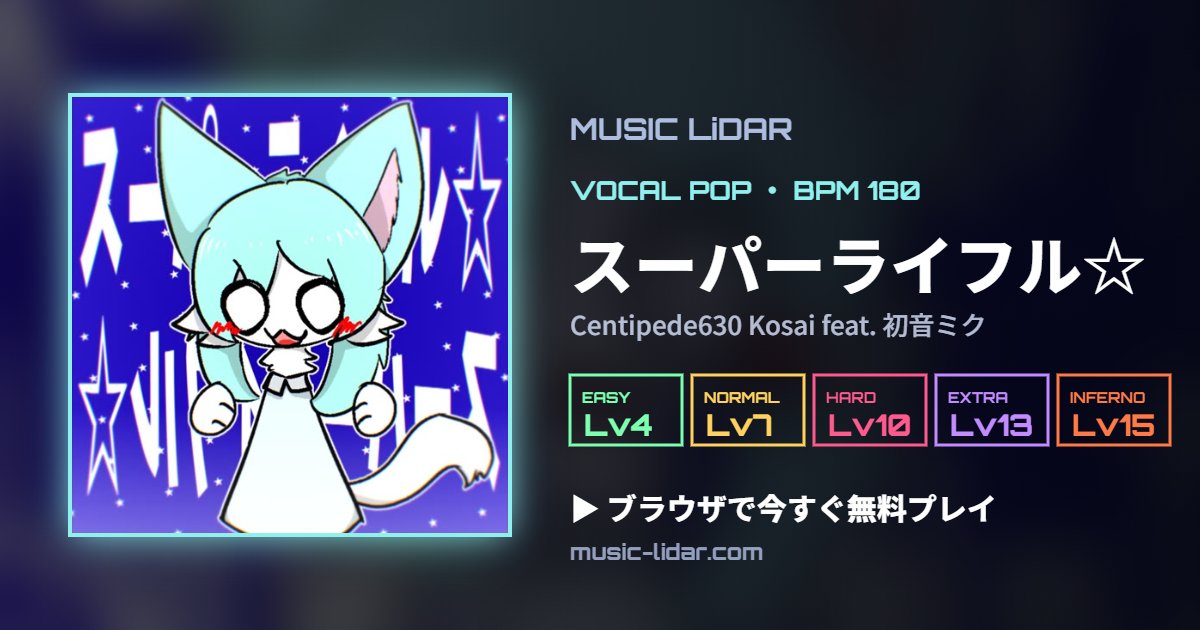 MUSIC LiDAR
VOCAL POP • BPM 180
スーパーライフル☆
Centipede630 Kosai feat. 初音ミク
EASY
Lv4
NORMAL
Lv7
HARD
Lv10
EXTRA
Lv13
INFERNO
Lv15
▶ ブラウザで今すぐ無料プレイ
music-lidar.com